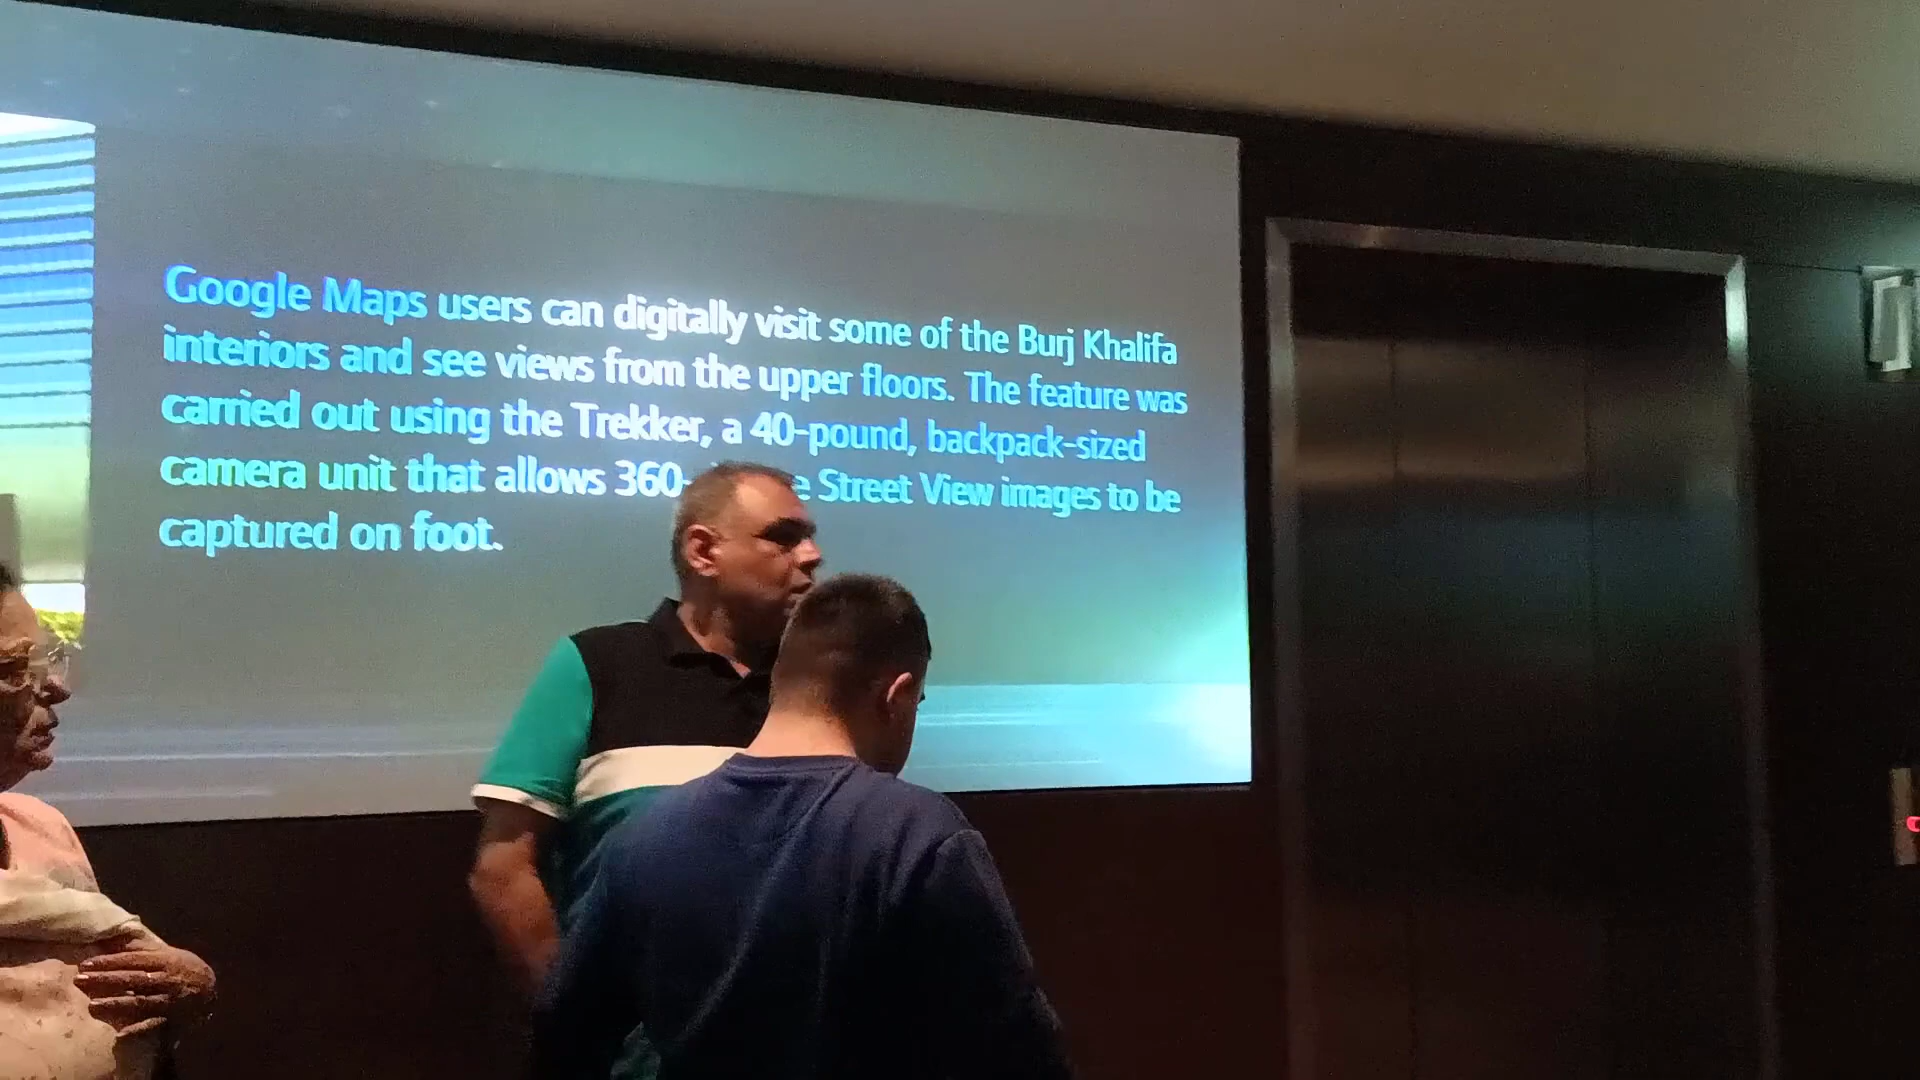 Google Maps users can digitally visit some of the Burj Khalifa
interiors and see views from the upper floors. The feature was
carried out using the Trekker, a 40-pound, backpack-sized
camera unit that allows 360- Street View images to be
captured on foot.